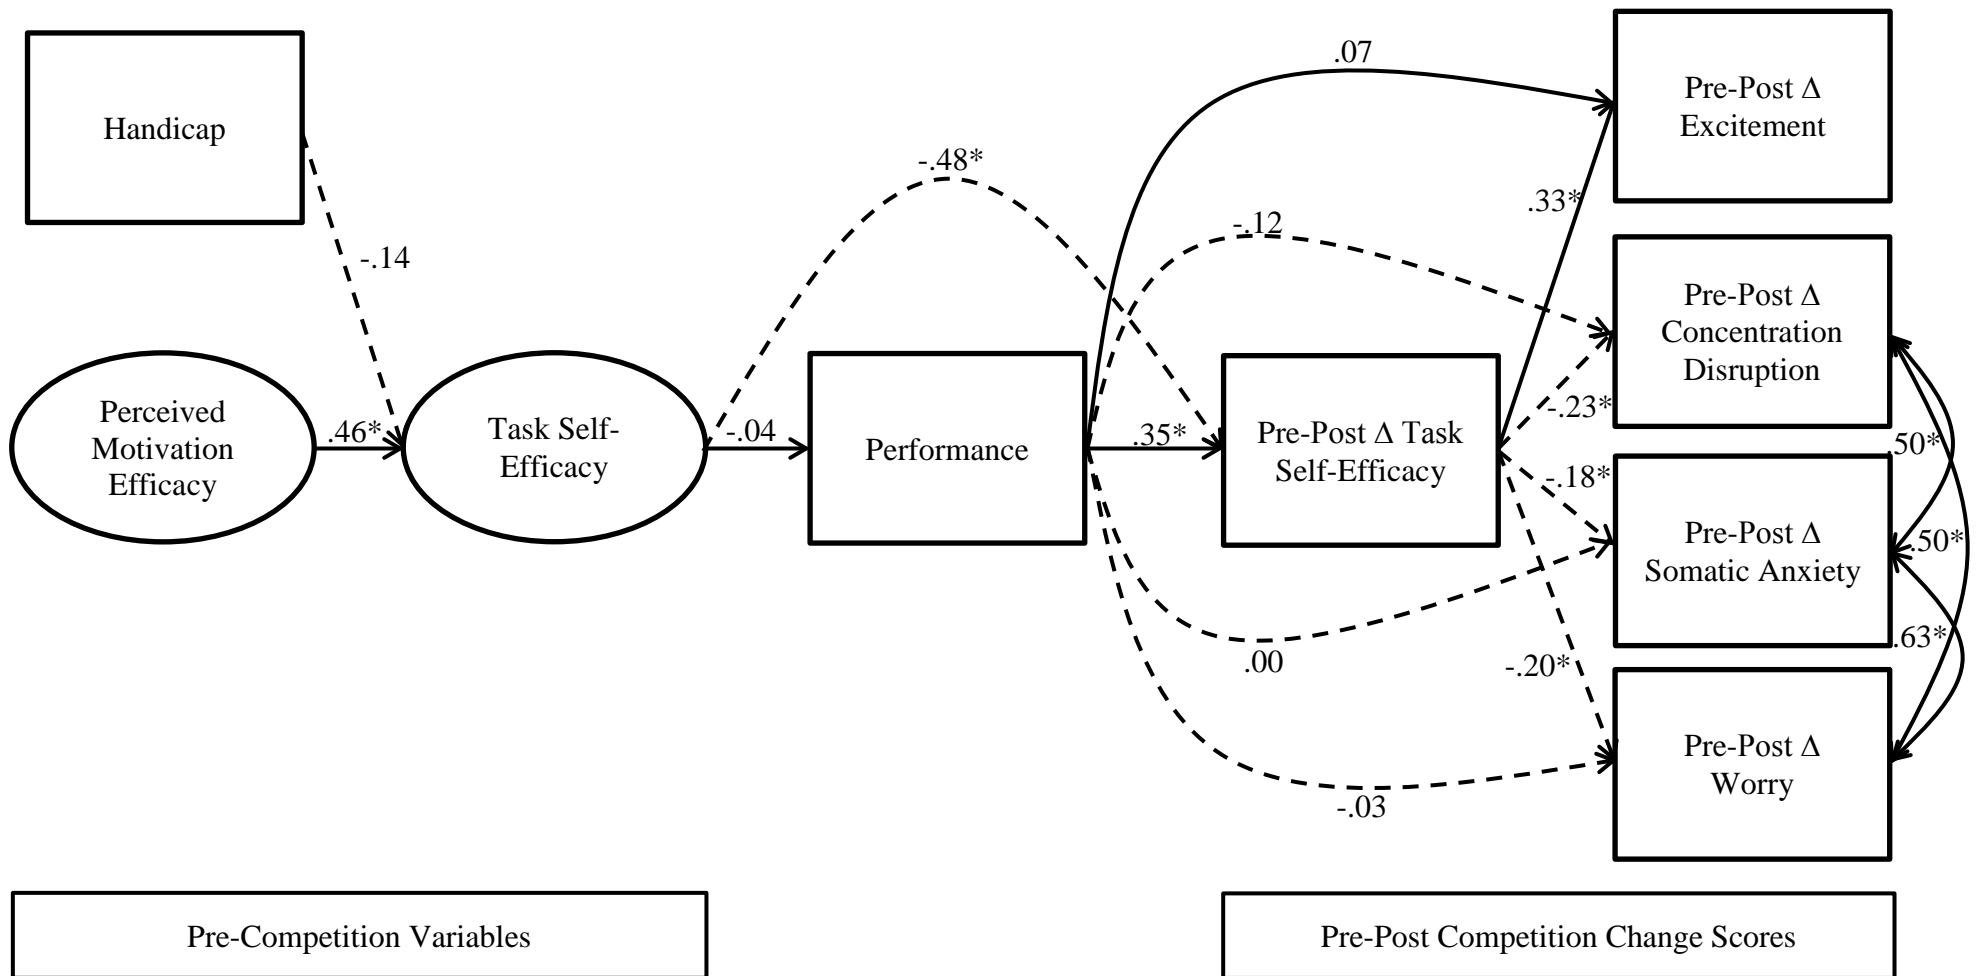 .07
Pre-Post Δ
Excitement
Handicap
-.48*
.33*
-.12
-.14
Pre-Post Δ
Concentration
Disruption
Perceived
Motivation
Efficacy
.46*
Task Self-
Efficacy
-.04
Performance
.35*
Pre-Post Δ Task
Self-Efficacy
-.23*
.50*
-.18*
Pre-Post Δ
Somatic Anxiety
.50*
.00
-.20*
.63*
Pre-Post Δ
Worry
-.03
Pre-Competition Variables
Pre-Post Competition Change Scores